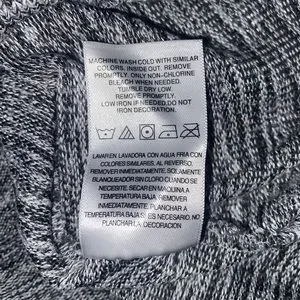 MACHINE WASH COLD WITH SIMILAR
COLORS. INSIDE OUT. REMOVE
PROMPTLY. ONLY NON-CHLORINE
BLEACH WHEN NEEDED.
TUMBLE DRY LOW.
REMOVE PROMPTLY.
LOW IRON IF NEEDED. DO NOT
IRON DECORATION.
LAVAR EN LAVADORA CON AGUA FRIA CON
COLORES SIMILARES. AL REVERSO.
REMOVER INMEDIATAMENTE. SOLAMENTE
BLANQUEADOR SIN CLORO CUANDO SE
NECESITE. SECAR EN MAQUINA A
TEMPERATURA BAJA. REMOVER
INMEDIATAMENTE. PLANCHAR A
TEMPERATURA BAJA SI ES NECESARIO. NO
PLANCHAR LA DECORACION